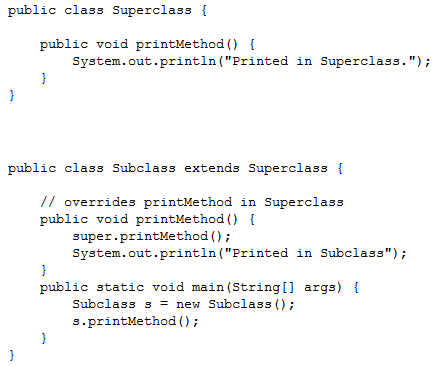 public class Superclass {
    public void printMethod() {
        System.out.println("Printed in Superclass.");
    }
}
public class Subclass extends Superclass {
    // overrides printMethod in Superclass
    public void printMethod() {
        super.printMethod();
        System.out.println("Printed in Subclass");
    }
    public static void main(String[] args) {
        Subclass s = new Subclass();
        s.printMethod();
    }
}